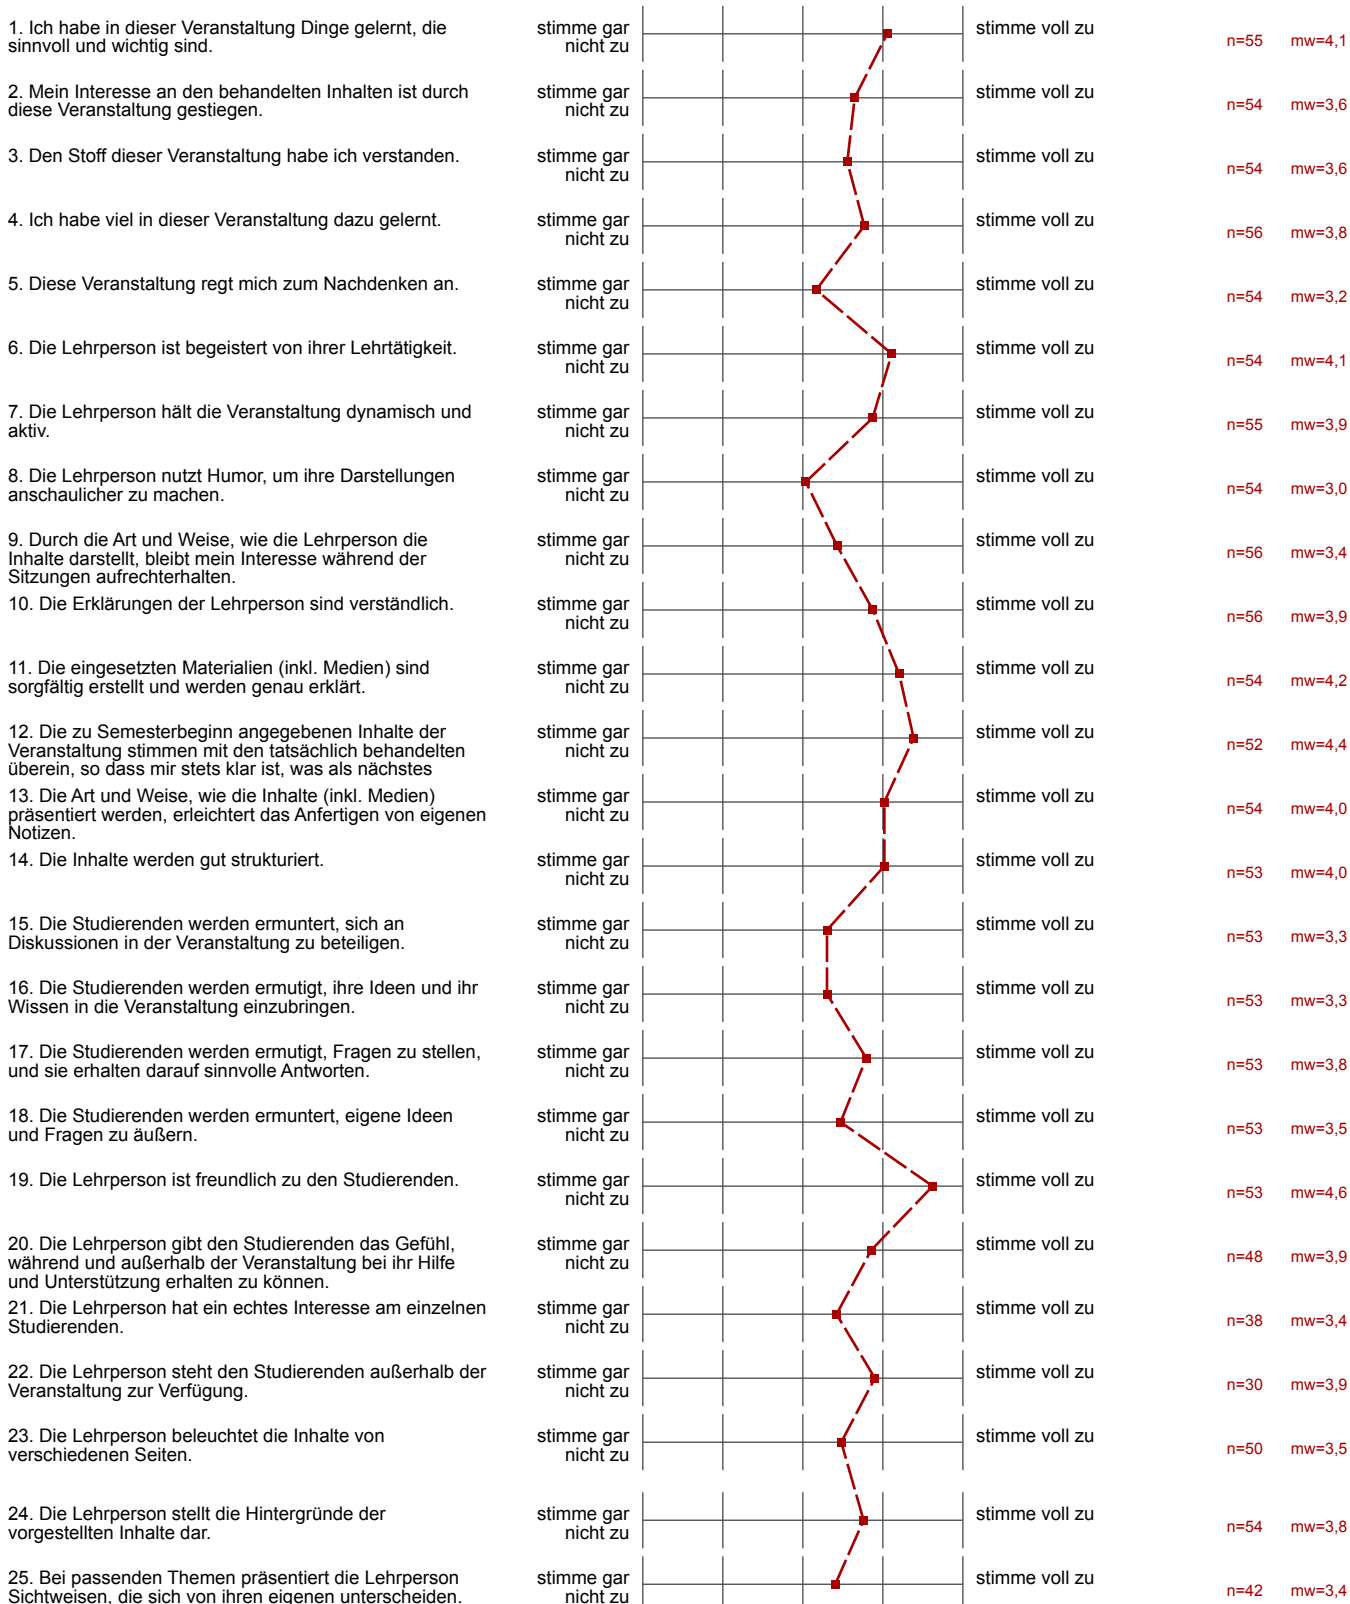 1. Ich habe in dieser Veranstaltung Dinge gelernt, die
sinnvoll und wichtig sind.
stimme gar
nicht zu
stimme voll zu
n=55 mw=4,1
2. Mein Interesse an den behandelten Inhalten ist durch
diese Veranstaltung gestiegen.
stimme gar
nicht zu
stimme voll zu
n=54 mw=3,6
3. Den Stoff dieser Veranstaltung habe ich verstanden.
stimme gar
nicht zu
stimme voll zu
n=54 mw=3,6
4. Ich habe viel in dieser Veranstaltung dazu gelernt.
stimme gar
nicht zu
stimme voll zu
n=56 mw=3,8
5. Diese Veranstaltung regt mich zum Nachdenken an.
stimme gar
nicht zu
stimme voll zu
n=54 mw=3,2
6. Die Lehrperson ist begeistert von ihrer Lehrtätigkeit.
stimme gar
nicht zu
stimme voll zu
n=54 mw=4,1
7. Die Lehrperson hält die Veranstaltung dynamisch und
aktiv.
stimme gar
nicht zu
stimme voll zu
n=55 mw=3,9
8. Die Lehrperson nutzt Humor, um ihre Darstellungen
anschaulicher zu machen.
stimme gar
nicht zu
stimme voll zu
n=54 mw=3,0
9. Durch die Art und Weise, wie die Lehrperson die
Inhalte darstellt, bleibt mein Interesse während der
Sitzungen aufrechterhalten.
stimme gar
nicht zu
stimme voll zu
n=56 mw=3,4
10. Die Erklärungen der Lehrperson sind verständlich.
stimme gar
nicht zu
stimme voll zu
n=56 mw=3,9
11. Die eingesetzten Materialien (inkl. Medien) sind
sorgfältig erstellt und werden genau erklärt.
stimme gar
nicht zu
stimme voll zu
n=54 mw=4,2
12. Die zu Semesterbeginn angegebenen Inhalte der
Veranstaltung stimmen mit den tatsächlich behandelten
überein, so dass mir stets klar ist, was als nächstes
stimme gar
nicht zu
stimme voll zu
n=52 mw=4,4
13. Die Art und Weise, wie die Inhalte (inkl. Medien)
präsentiert werden, erleichtert das Anfertigen von eigenen
Notizen.
stimme gar
nicht zu
stimme voll zu
n=54 mw=4,0
14. Die Inhalte werden gut strukturiert.
stimme gar
nicht zu
stimme voll zu
n=53 mw=4,0
15. Die Studierenden werden ermuntert, sich an
Diskussionen in der Veranstaltung zu beteiligen.
stimme gar
nicht zu
stimme voll zu
n=53 mw=3,3
16. Die Studierenden werden ermutigt, ihre Ideen und ihr
Wissen in die Veranstaltung einzubringen.
stimme gar
nicht zu
stimme voll zu
n=53 mw=3,3
17. Die Studierenden werden ermutigt, Fragen zu stellen,
und sie erhalten darauf sinnvolle Antworten.
stimme gar
nicht zu
stimme voll zu
n=53 mw=3,8
18. Die Studierenden werden ermuntert, eigene Ideen
und Fragen zu äußern.
stimme gar
nicht zu
stimme voll zu
n=53 mw=3,5
19. Die Lehrperson ist freundlich zu den Studierenden.
stimme gar
nicht zu
stimme voll zu
n=53 mw=4,6
20. Die Lehrperson gibt den Studierenden das Gefühl,
während und außerhalb der Veranstaltung bei ihr Hilfe
und Unterstützung erhalten zu können.
stimme gar
nicht zu
stimme voll zu
n=48 mw=3,9
21. Die Lehrperson hat ein echtes Interesse am einzelnen
Studierenden.
stimme gar
nicht zu
stimme voll zu
n=38 mw=3,4
22. Die Lehrperson steht den Studierenden außerhalb der
Veranstaltung zur Verfügung.
stimme gar
nicht zu
stimme voll zu
n=30 mw=3,9
23. Die Lehrperson beleuchtet die Inhalte von
verschiedenen Seiten.
stimme gar
nicht zu
stimme voll zu
n=50 mw=3,5
24. Die Lehrperson stellt die Hintergründe der
vorgestellten Inhalte dar.
stimme gar
nicht zu
stimme voll zu
n=54 mw=3,8
25. Bei passenden Themen präsentiert die Lehrperson
Sichtweisen, die sich von ihren eigenen unterscheiden.
stimme gar
nicht zu
stimme voll zu
n=42 mw=3,4